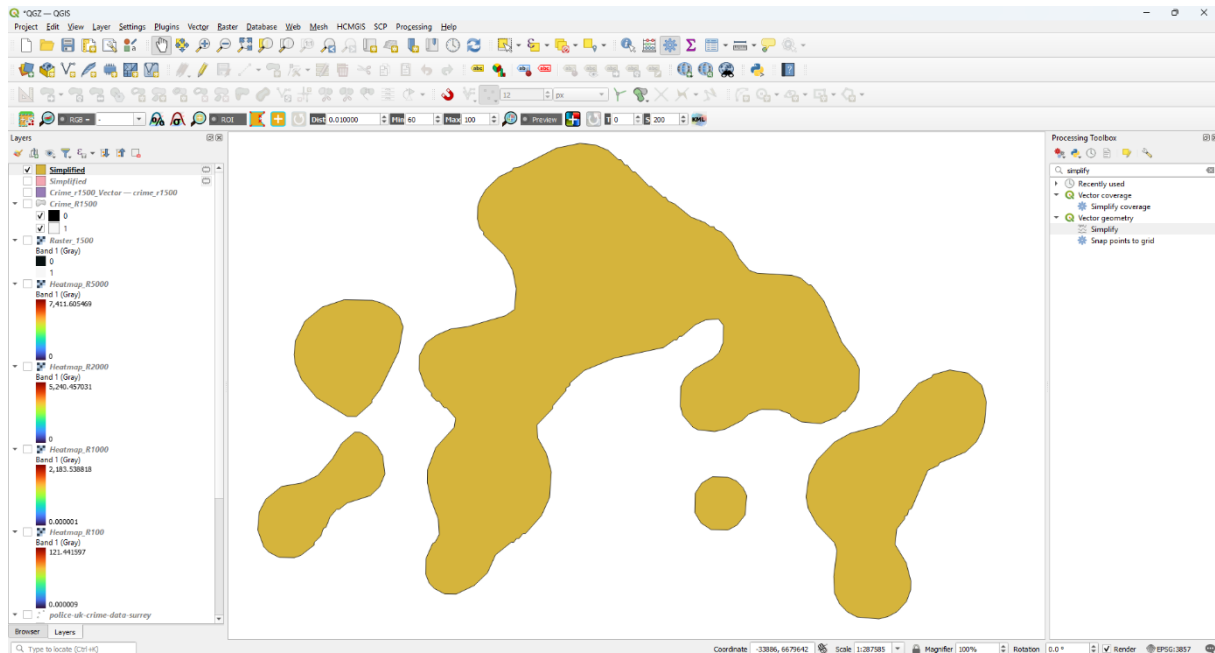 *QGZ — QGIS
Project Edit View Layer Settings Plugins Vector Raster Database Web Mesh HCMGIS SCP Processing Help
abc abc abc
12 px
RGB = - ROI Dist 0.010000 Min 60 Max 100 Preview T 0 S 200 KML
Layers
Simplified
Simplified
Crime_r1500_Vector — crime_r1500
Crime_R1500
0
1
Raster_1500
Band 1 (Gray)
0
1
Heatmap_R5000
Band 1 (Gray)
7,411.605469
0
Heatmap_R2000
Band 1 (Gray)
5,240.457031
0
Heatmap_R1000
Band 1 (Gray)
2,183.538818
0.000001
Heatmap_R100
Band 1 (Gray)
121.441597
0.000009
police-uk-crime-data-surrey
Browser Layers
Processing Toolbox
simplify
Recently used
Vector coverage
Simplify coverage
Vector geometry
Simplify
Snap points to grid
Type to locate (Ctrl+K)
Coordinate -33886, 6679642 Scale 1:287585 Magnifier 100% Rotation 0.0 ° Render EPSG:3857